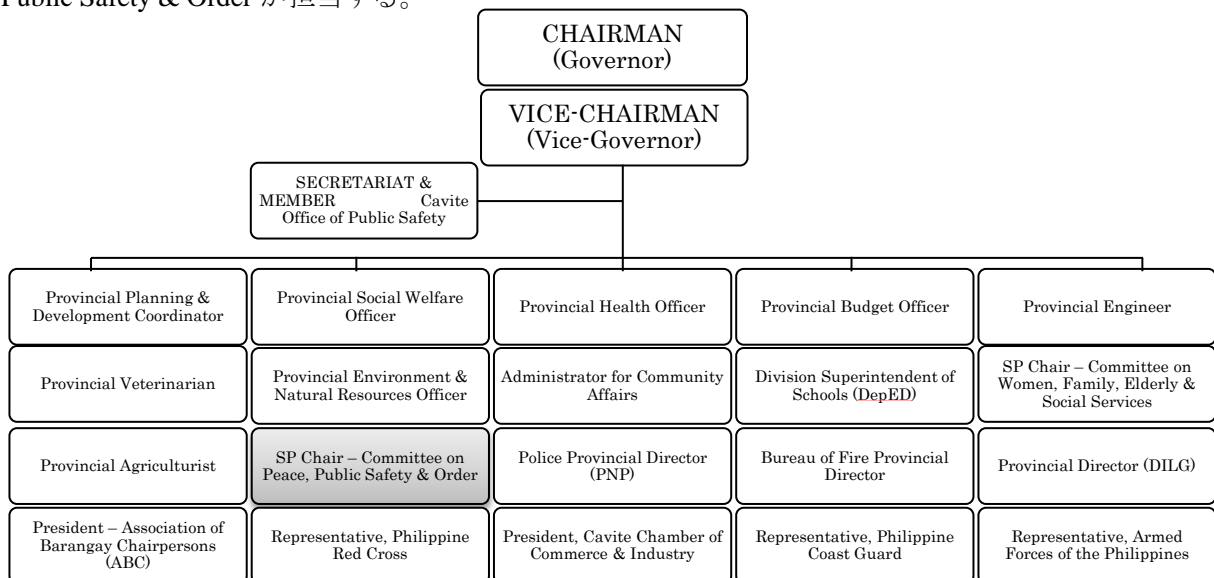 Public Safety & Order が担当する。
CHAIRMAN
(Governor)
VICE-CHAIRMAN
(Vice-Governor)
SECRETARIAT &
MEMBER Cavite
Office of Public Safety
Provincial Planning &
Development Coordinator
Provincial Social Welfare
Officer
Provincial Health Officer
Provincial Budget Officer
Provincial Engineer
Provincial Veterinarian
Provincial Environment &
Natural Resources Officer
Administrator for Community
Affairs
Division Superintendent of
Schools (DepED)
SP Chair – Committee on
Women, Family, Elderly &
Social Services
Provincial Agriculturist
SP Chair – Committee on
Peace, Public Safety & Order
Police Provincial Director
(PNP)
Bureau of Fire Provincial
Director
Provincial Director (DILG)
President – Association of
Barangay Chairpersons
(ABC)
Representative, Philippine
Red Cross
President, Cavite Chamber of
Commerce & Industry
Representative, Philippine
Coast Guard
Representative, Armed
Forces of the Philippines